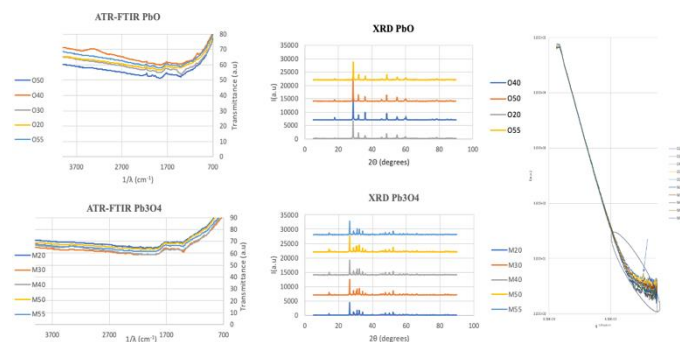 ATR-FTIR PbO
80
70
60
50
40
30
20
10
0
Transmittance (a.u)
3700
2700
1700
700
1/λ (cm⁻¹)
O50
O40
O30
O20
O55
ATR-FTIR Pb3O4
90
80
70
60
50
40
30
20
10
0
Transmittance (a.u)
3700
2700
1700
700
1/λ (cm⁻¹)
M20
M30
M40
M50
M55
XRD PbO
35000
30000
25000
20000
15000
10000
5000
0
I(a.u)
0
20
40
60
80
100
2Θ (degrees)
O40
O50
O20
O55
XRD Pb3O4
35000
30000
25000
20000
15000
10000
5000
0
I(a.u)
0
20
40
60
80
100
2Θ (degrees)
M20
M30
M40
M50
M55